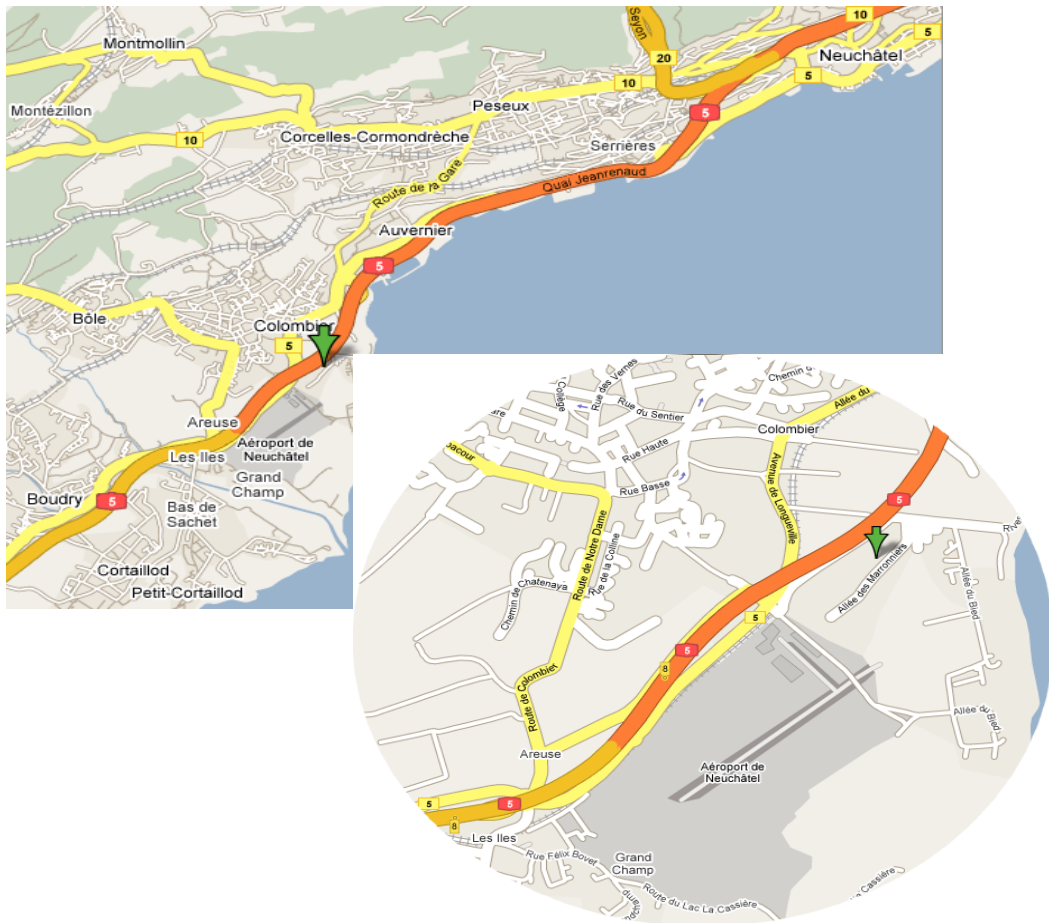 Seyon
10
5
Montmollin
20
Neuchâtel
5
10
Montézillon
Peseux
5
10
Corcelles-Cormondrèche
Serrières
Route de la Gare
Quai Jeanrenaud
Auvernier
5
Bôle
Colombier
5
Areuse
Aéroport de
Neuchâtel
Les Iles
Grand
Champ
Boudry
5
Bas de
Sachet
Cortaillod
Petit-Cortaillod
Collège
Rue des Vernes
Chemin d
Allée du
Rue du Sentier
Colombier
Rue Haute
Avenue de Longueville
Rue Basse
5
Route de Notre Dame
Rue de la Colline
Chemin de Chatenaya
Allée des Marronniers
Allée du Bied
5
5
8
Route de Colombier
Allée du Bied
Areuse
Aéroport de
Neuchâtel
5
5
8
Les Iles
Rue Félix Bovet
Grand
Champ
Route du Lac La Cassière
Cassière